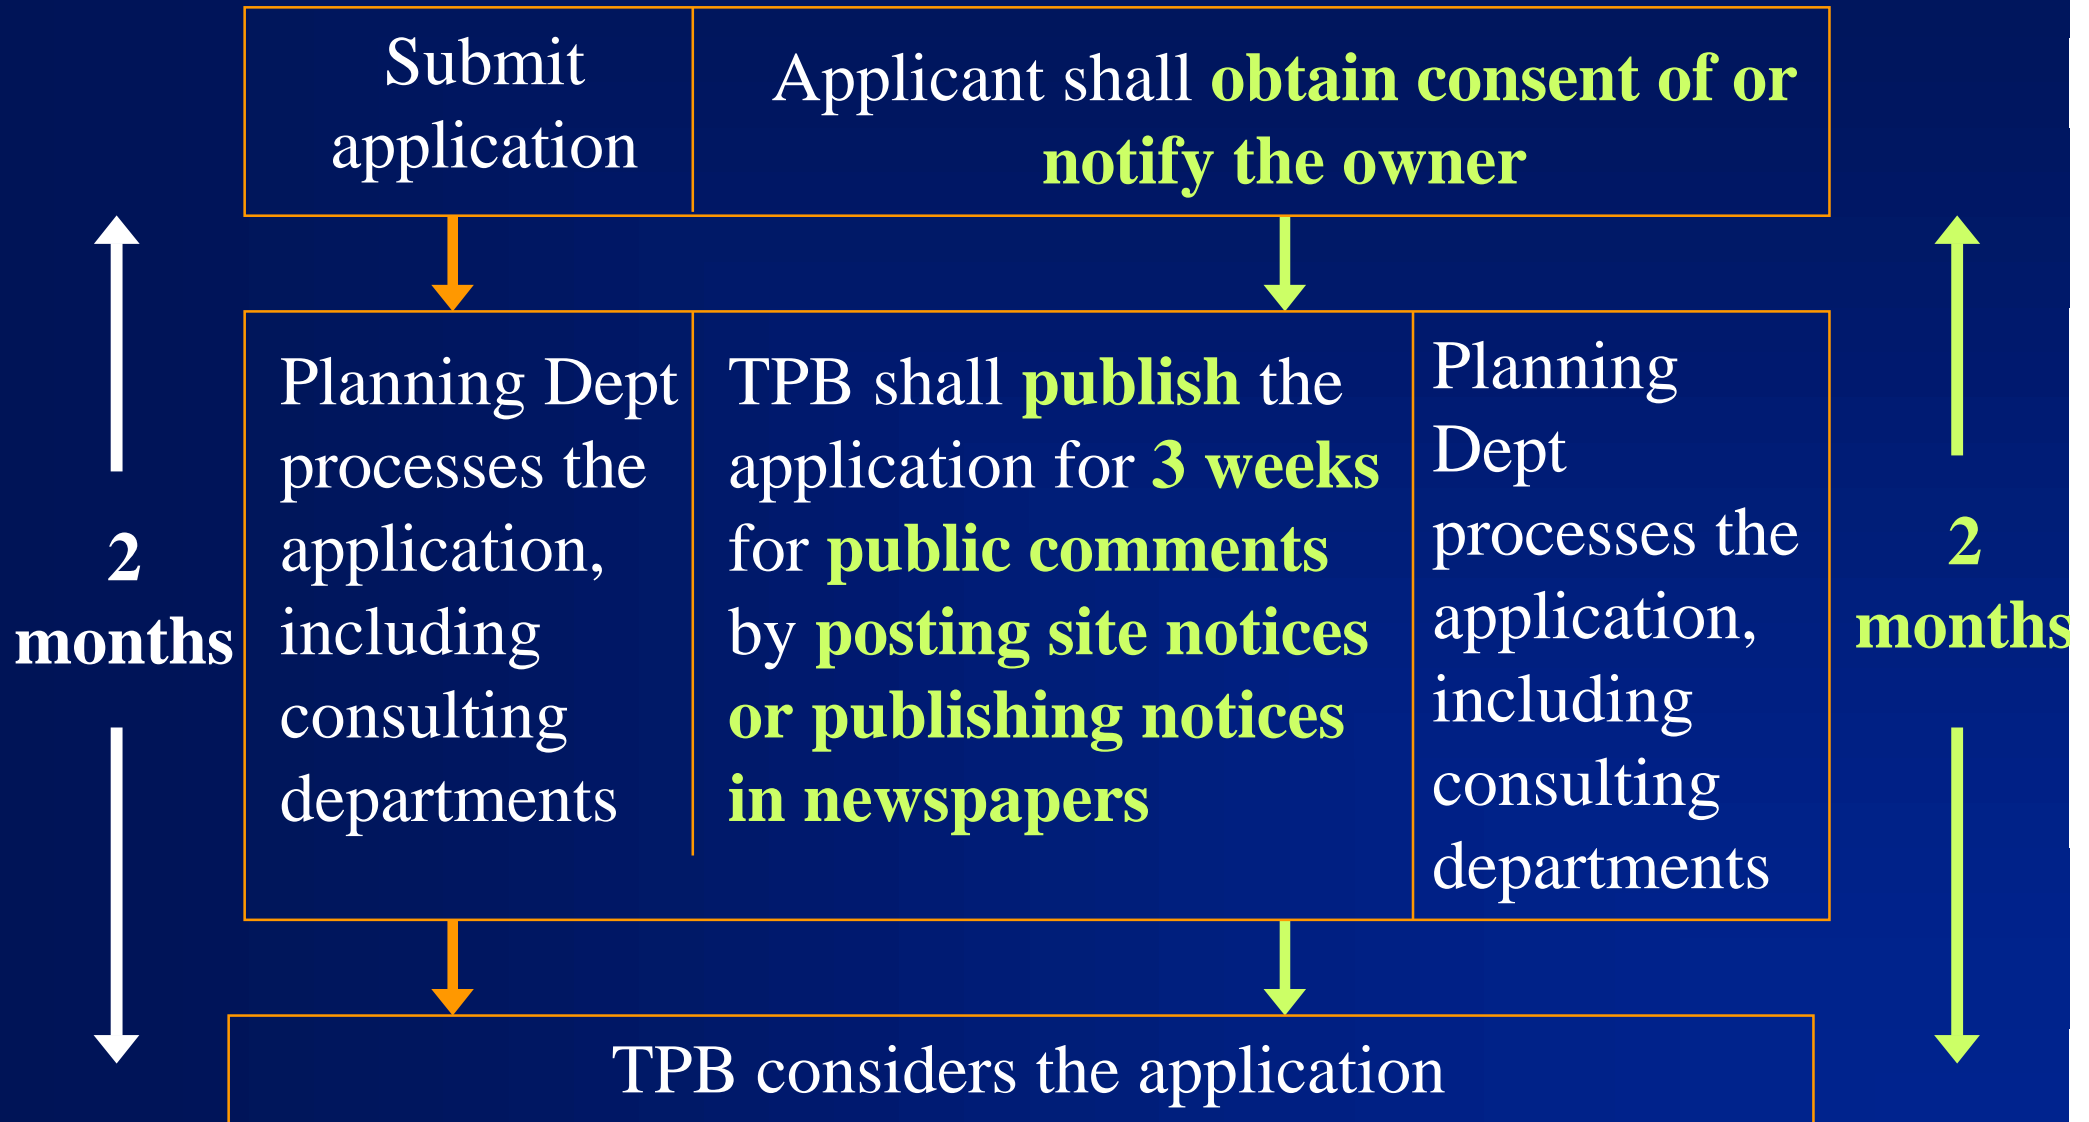 Submit
application
Applicant shall obtain consent of or
notify the owner
2
months
Planning Dept
processes the
application,
including
consulting
departments
TPB shall publish the
application for 3 weeks
for public comments
by posting site notices
or publishing notices
in newspapers
Planning
Dept
processes the
application,
including
consulting
departments
2
months
TPB considers the application